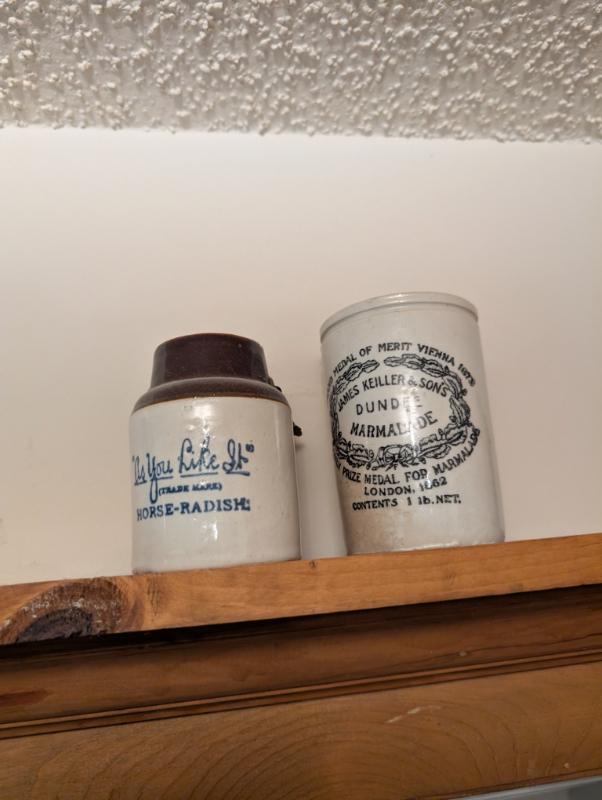 "As You Like It"
(TRADE MARK)
HORSE-RADISH.
MEDAL OF MERIT VIENNA 1873
JAMES KEILLER & SON'S
DUNDEE
MARMALADE
PRIZE MEDAL FOR MARMALADE
LONDON, 1862
CONTENTS 1 lb. NET.